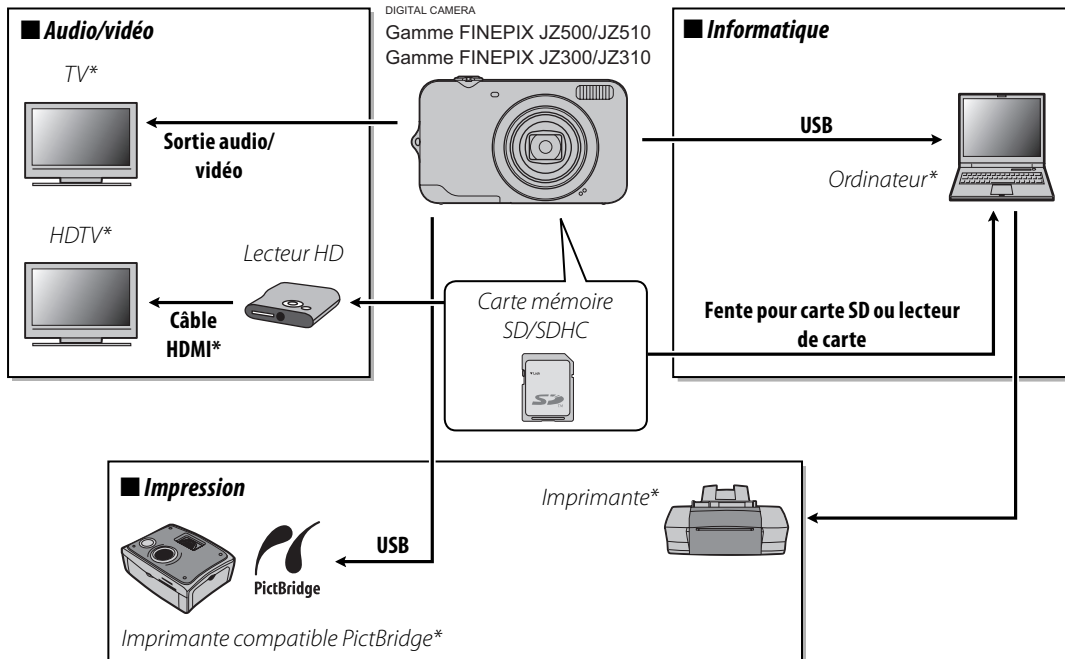 DIGITAL CAMERA
Gamme FINEPIX JZ500/JZ510
Gamme FINEPIX JZ300/JZ310
■ Audio/vidéo
TV*
Sortie audio/
vidéo
HDTV*
Lecteur HD
Câble
HDMI*
Carte mémoire
SD/SDHC
SD
■ Informatique
USB
Ordinateur*
Fente pour carte SD ou lecteur
de carte
■ Impression
Imprimante*
USB
PictBridge
Imprimante compatible PictBridge*